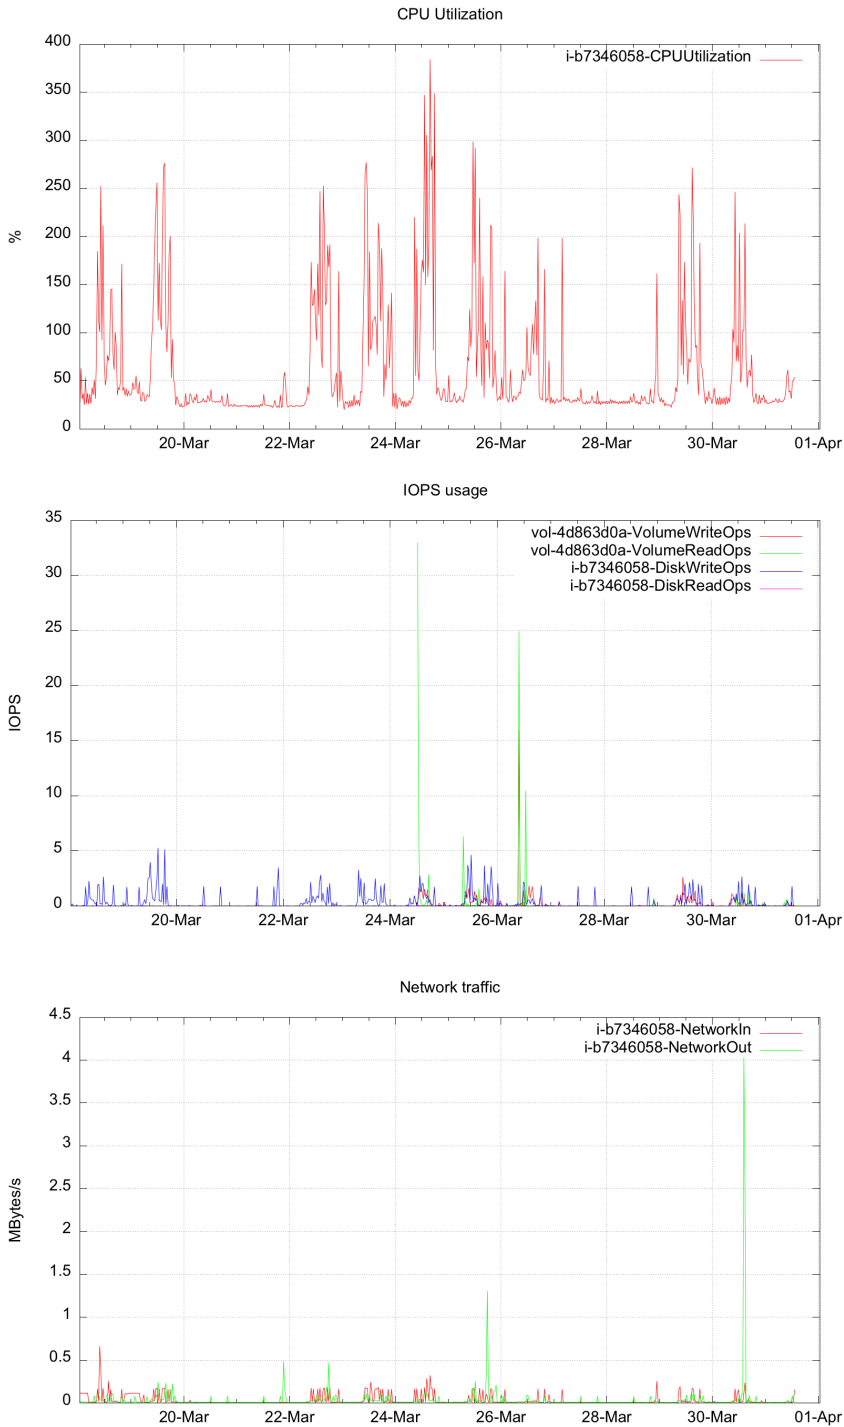 CPU Utilization
400
350
300
250
200
150
100
50
0
%
i-b7346058-CPUUtilization
20-Mar 22-Mar 24-Mar 26-Mar 28-Mar 30-Mar 01-Apr
IOPS usage
35
30
25
20
15
10
5
0
IOPS
vol-4d863d0a-VolumeWriteOps
vol-4d863d0a-VolumeReadOps
i-b7346058-DiskWriteOps
i-b7346058-DiskReadOps
20-Mar 22-Mar 24-Mar 26-Mar 28-Mar 30-Mar 01-Apr
Network traffic
4.5
4
3.5
3
2.5
2
1.5
1
0.5
0
MBytes/s
i-b7346058-NetworkIn
i-b7346058-NetworkOut
20-Mar 22-Mar 24-Mar 26-Mar 28-Mar 30-Mar 01-Apr